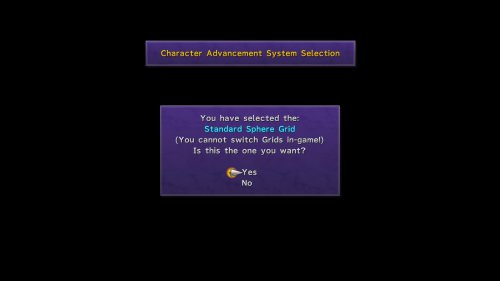 Character Advancement System Selection
You have selected the:
Standard Sphere Grid
(You cannot switch Grids in-game!)
Is this the one you want?
Yes
No